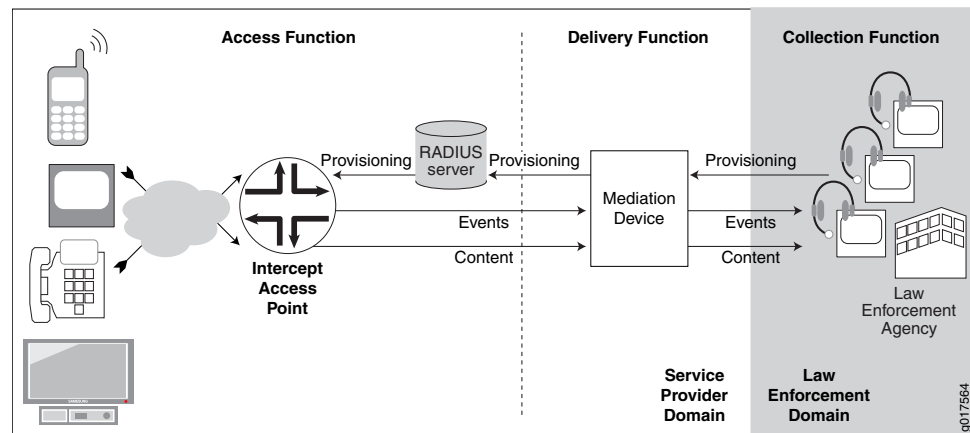 Access Function
Delivery Function
Collection Function
Provisioning
RADIUS
server
Provisioning
Provisioning
Mediation
Device
Events
Events
Content
Content
Intercept
Access
Point
Law
Enforcement
Agency
Service
Provider
Domain
Law
Enforcement
Domain
g017564